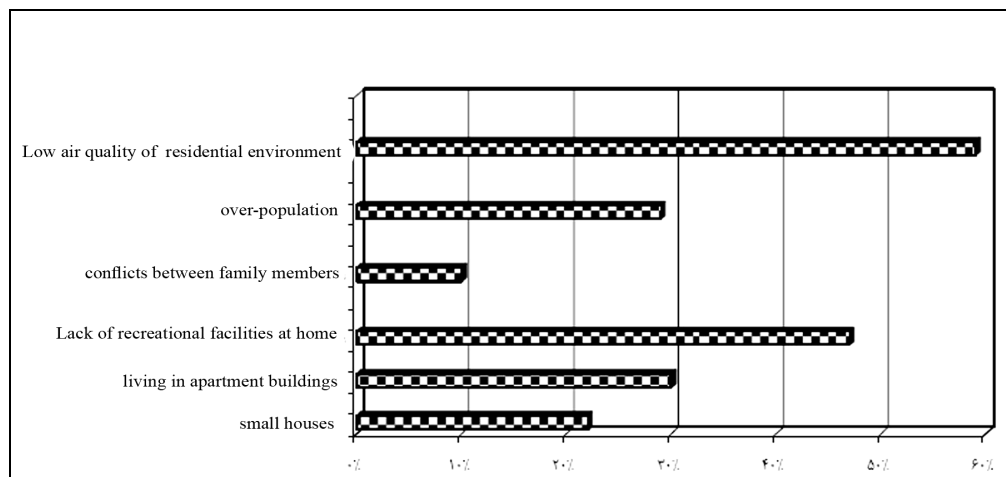 Low air quality of residential environment
over-population
conflicts between family members
Lack of recreational facilities at home
living in apartment buildings
small houses
۰٪ ۱۰٪ ۲۰٪ ۳۰٪ ۴۰٪ ۵۰٪ ۶۰٪